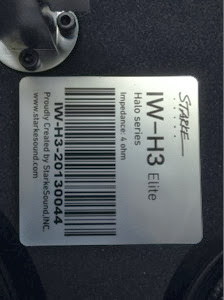 STARKE
IW-H3 Elite
Halo series
Impedance: 4 ohm
IW-H3-20130044
Proudly Created by StarkeSound.INC.
www.starkesound.com